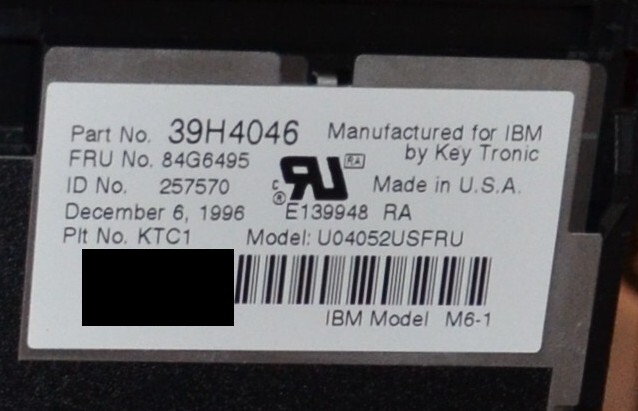 Part No. 39H4046 Manufactured for IBM
FRU No. 84G6495 by Key Tronic
ID No. 257570 Made in U.S.A.
December 6, 1996 E139948 RA
Plt No. KTC1 Model: U04052USFRU
IBM Model M6-1